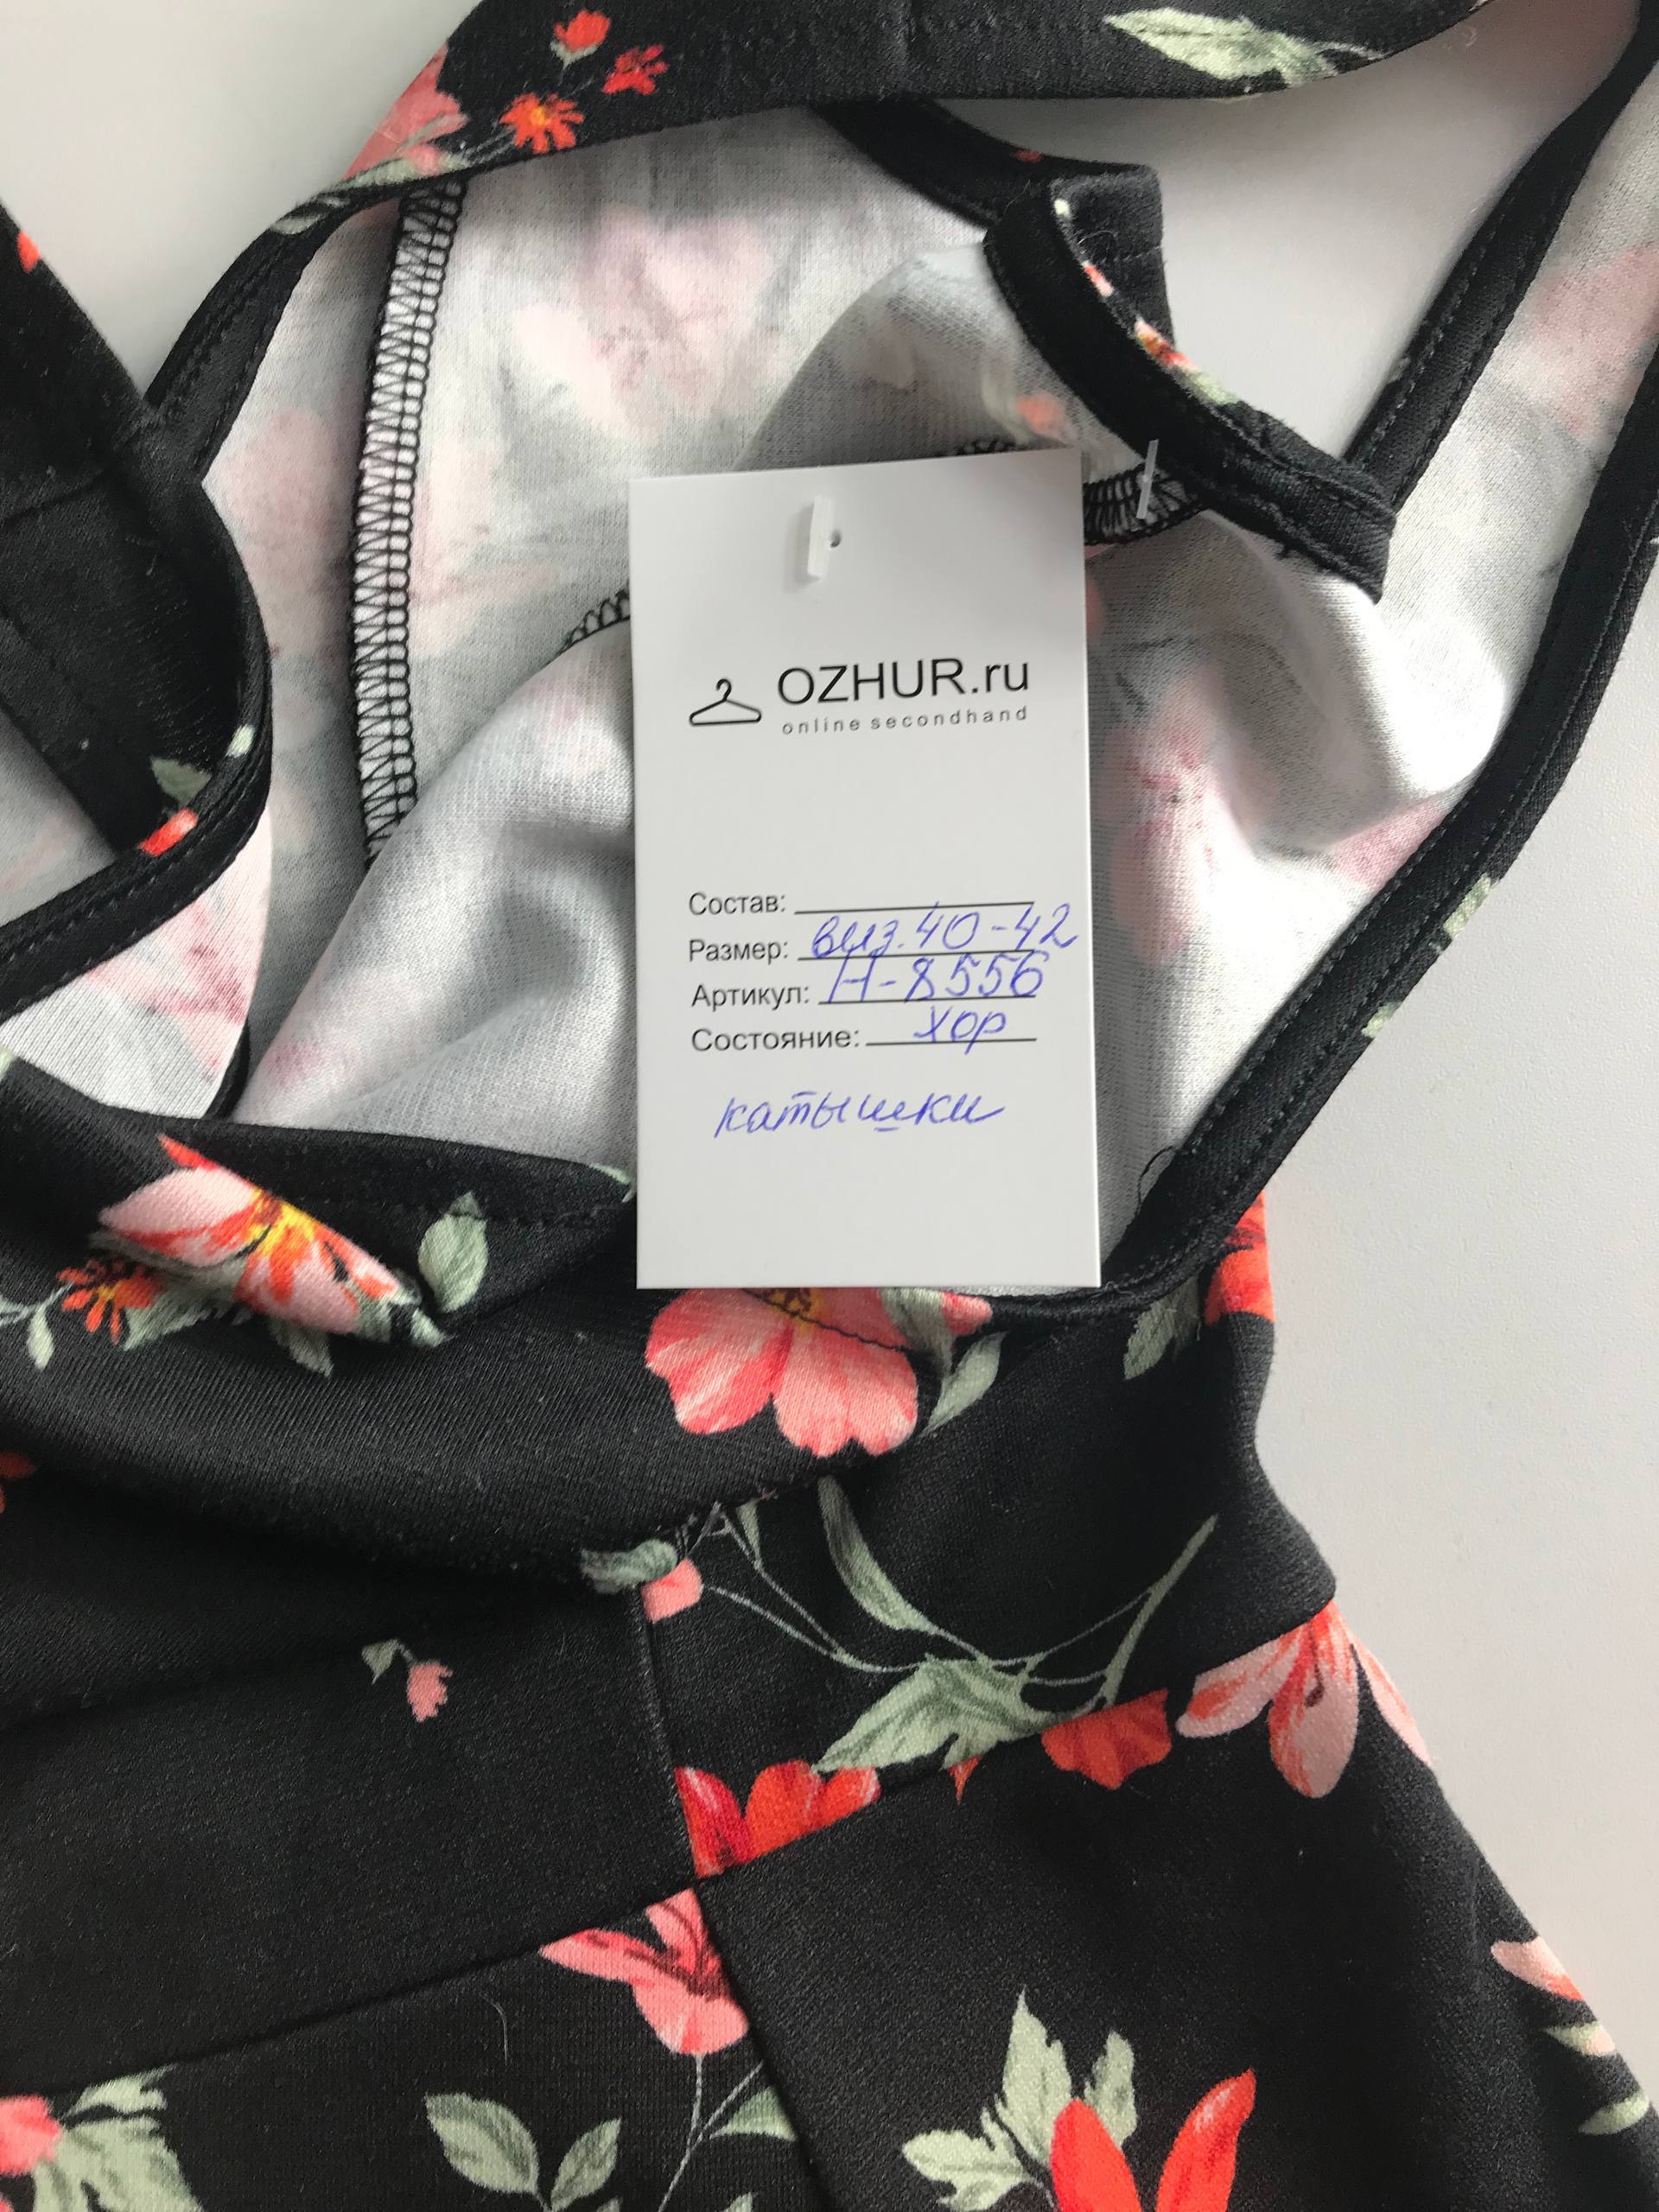 OZHUR.ru
online secondhand
Состав:
Размер: виз. 40-42
Артикул: Н-8556
Состояние: хор
катышки